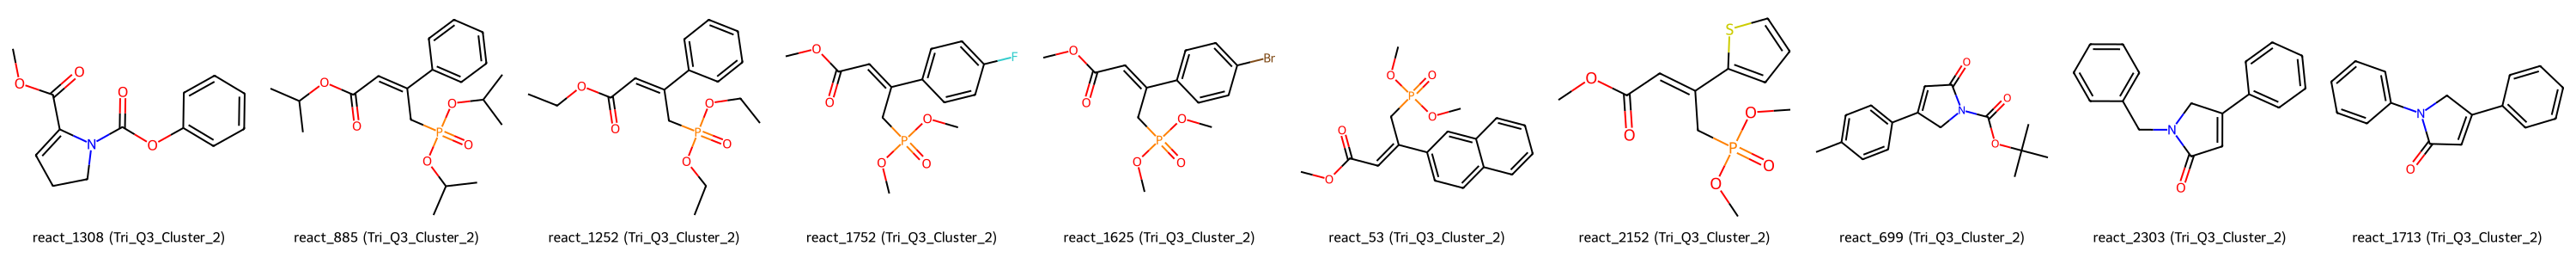 react_1308 (Tri_Q3_Cluster_2)
react_885 (Tri_Q3_Cluster_2)
react_1252 (Tri_Q3_Cluster_2)
react_1752 (Tri_Q3_Cluster_2)
react_1625 (Tri_Q3_Cluster_2)
react_53 (Tri_Q3_Cluster_2)
react_2152 (Tri_Q3_Cluster_2)
react_699 (Tri_Q3_Cluster_2)
react_2303 (Tri_Q3_Cluster_2)
react_1713 (Tri_Q3_Cluster_2)
O
O
N
O
O
O
O
P
O
O
O
O
O
P
O
O
O
O
O
F
P
O
O
O
O
O
Br
P
O
O
O
O
P
O
O
O
O
S
O
O
P
O
O
O
O
N
O
O
N
O
N
O